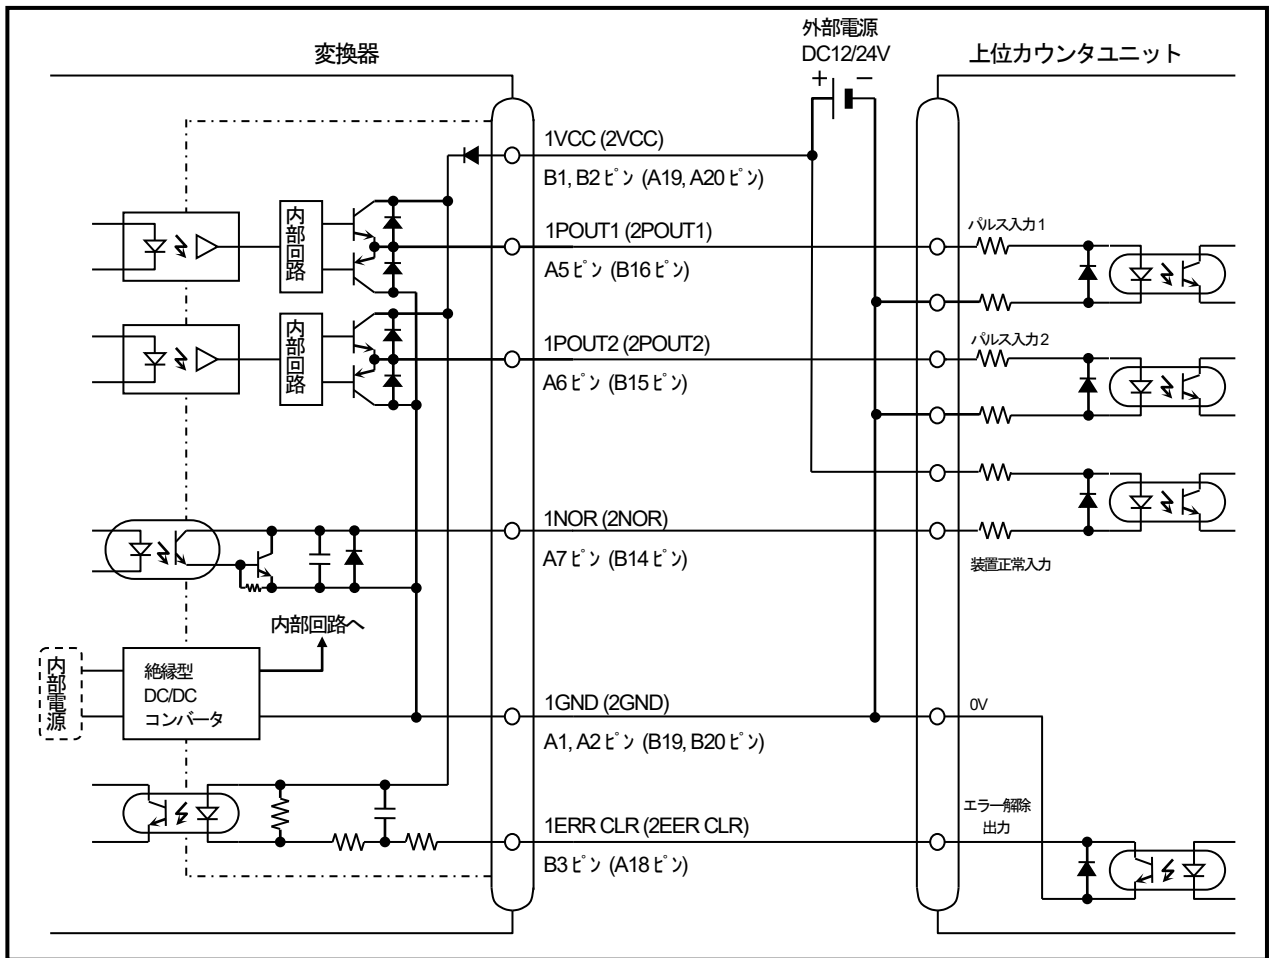 外部電源
DC12/24V
+ −
変換器
上位カウンタユニット
1VCC (2VCC)
B1, B2ピン (A19, A20ピン)
内部回路
1POUT1 (2POUT1)
A5ピン (B16ピン)
パルス入力1
内部回路
1POUT2 (2POUT2)
A6ピン (B15ピン)
パルス入力2
1NOR (2NOR)
A7ピン (B14ピン)
装置正常入力
内部回路へ
内部電源
絶縁型
DC/DC
コンバータ
1GND (2GND)
A1, A2ピン (B19, B20ピン)
0V
エラー解除
出力
1ERR CLR (2EER CLR)
B3ピン (A18ピン)